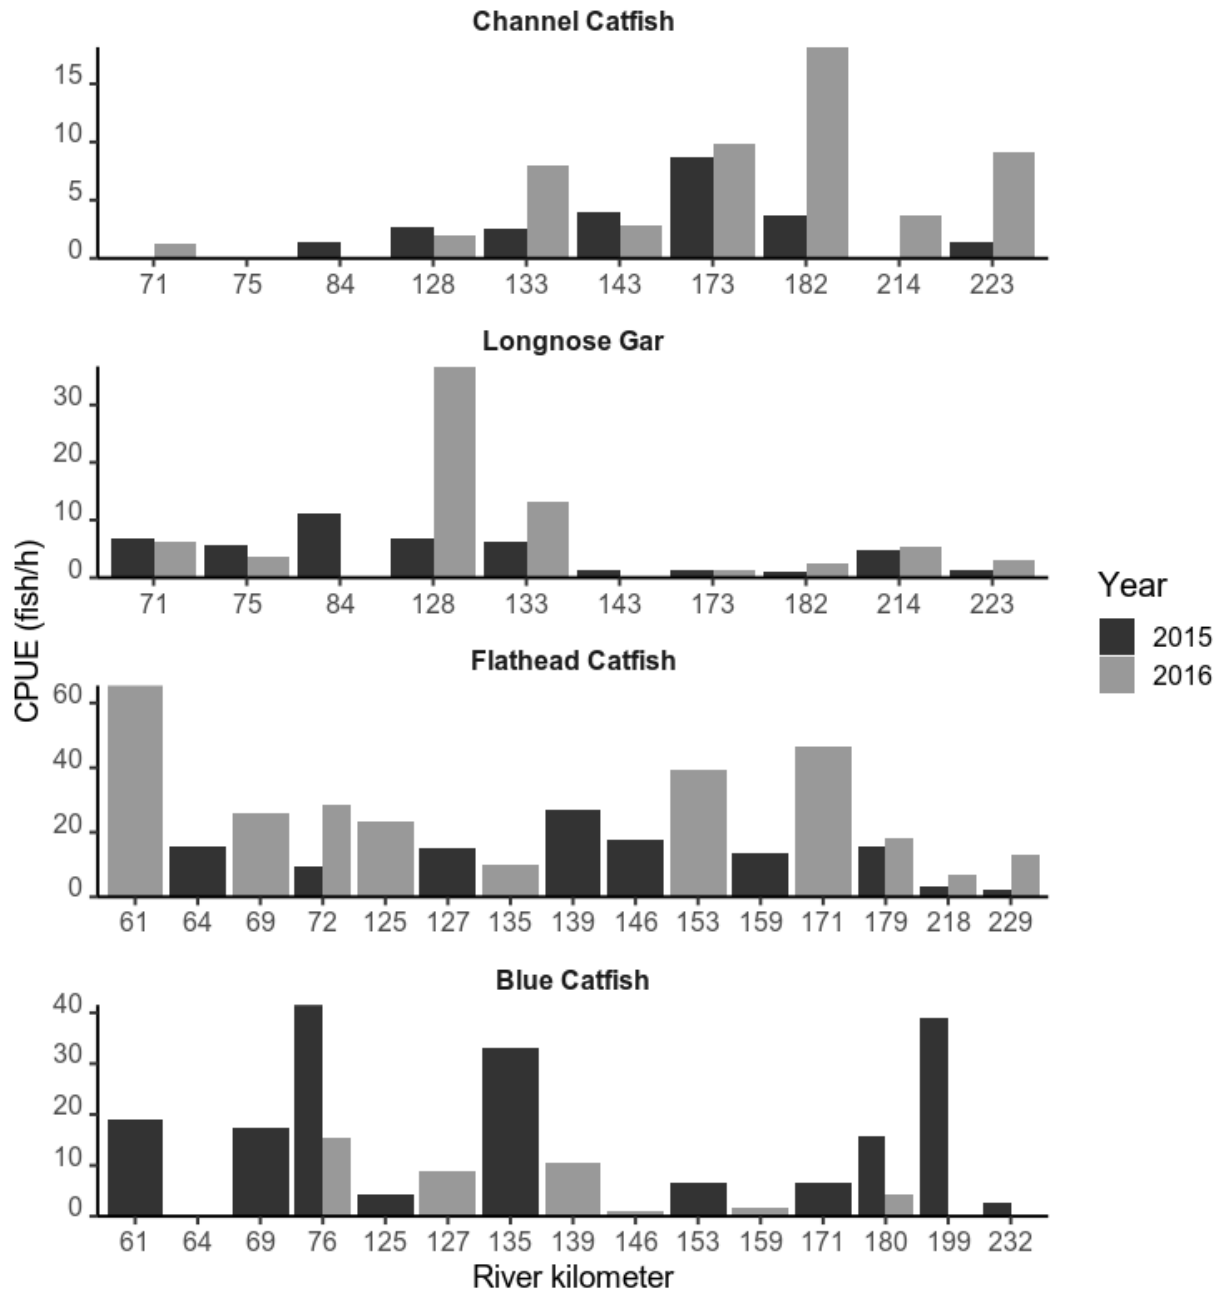 Channel Catfish
15
10
5
0
71 75 84 128 133 143 173 182 214 223
Longnose Gar
30
20
10
0
71 75 84 128 133 143 173 182 214 223
CPUE (fish/h)
Year
2015
2016
Flathead Catfish
60
40
20
0
61 64 69 72 125 127 135 139 146 153 159 171 179 218 229
Blue Catfish
40
30
20
10
0
61 64 69 76 125 127 135 139 146 153 159 171 180 199 232
River kilometer